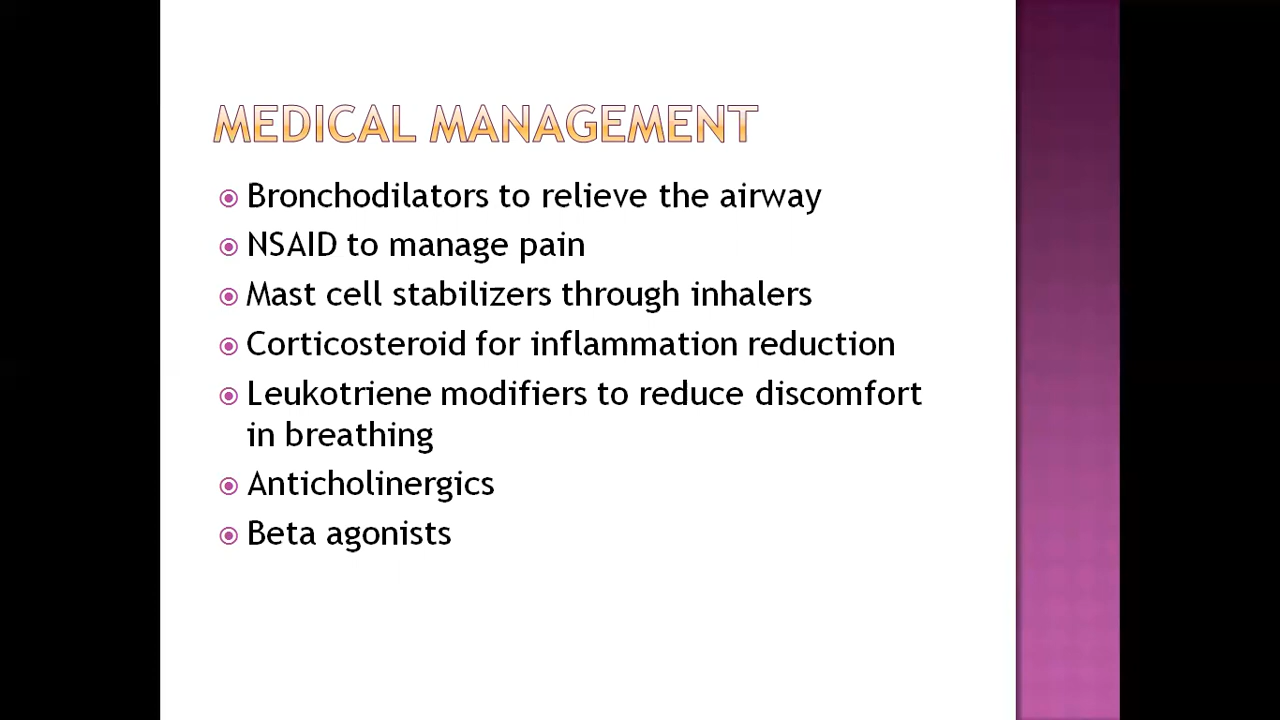 MEDICAL MANAGEMENT
Bronchodilators to relieve the airway
NSAID to manage pain
Mast cell stabilizers through inhalers
Corticosteroid for inflammation reduction
Leukotriene modifiers to reduce discomfort
in breathing
Anticholinergics
Beta agonists